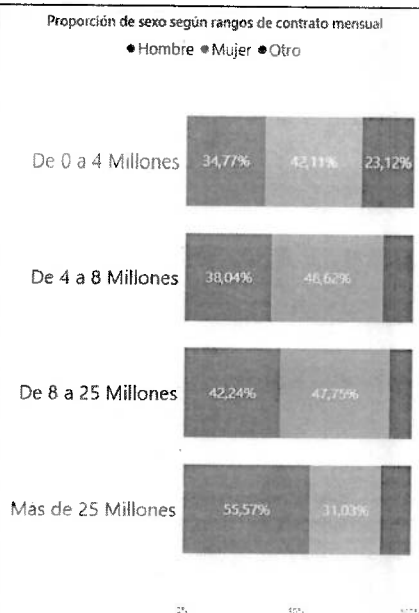 Proporción de sexo según rangos de contrato mensual
Hombre Mujer Otro
De 0 a 4 Millones 34,77% 42,11% 23,12%
De 4 a 8 Millones 38,04% 48,62%
De 8 a 25 Millones 42,24% 47,75%
Más de 25 Millones 55,57% 31,03%
0%